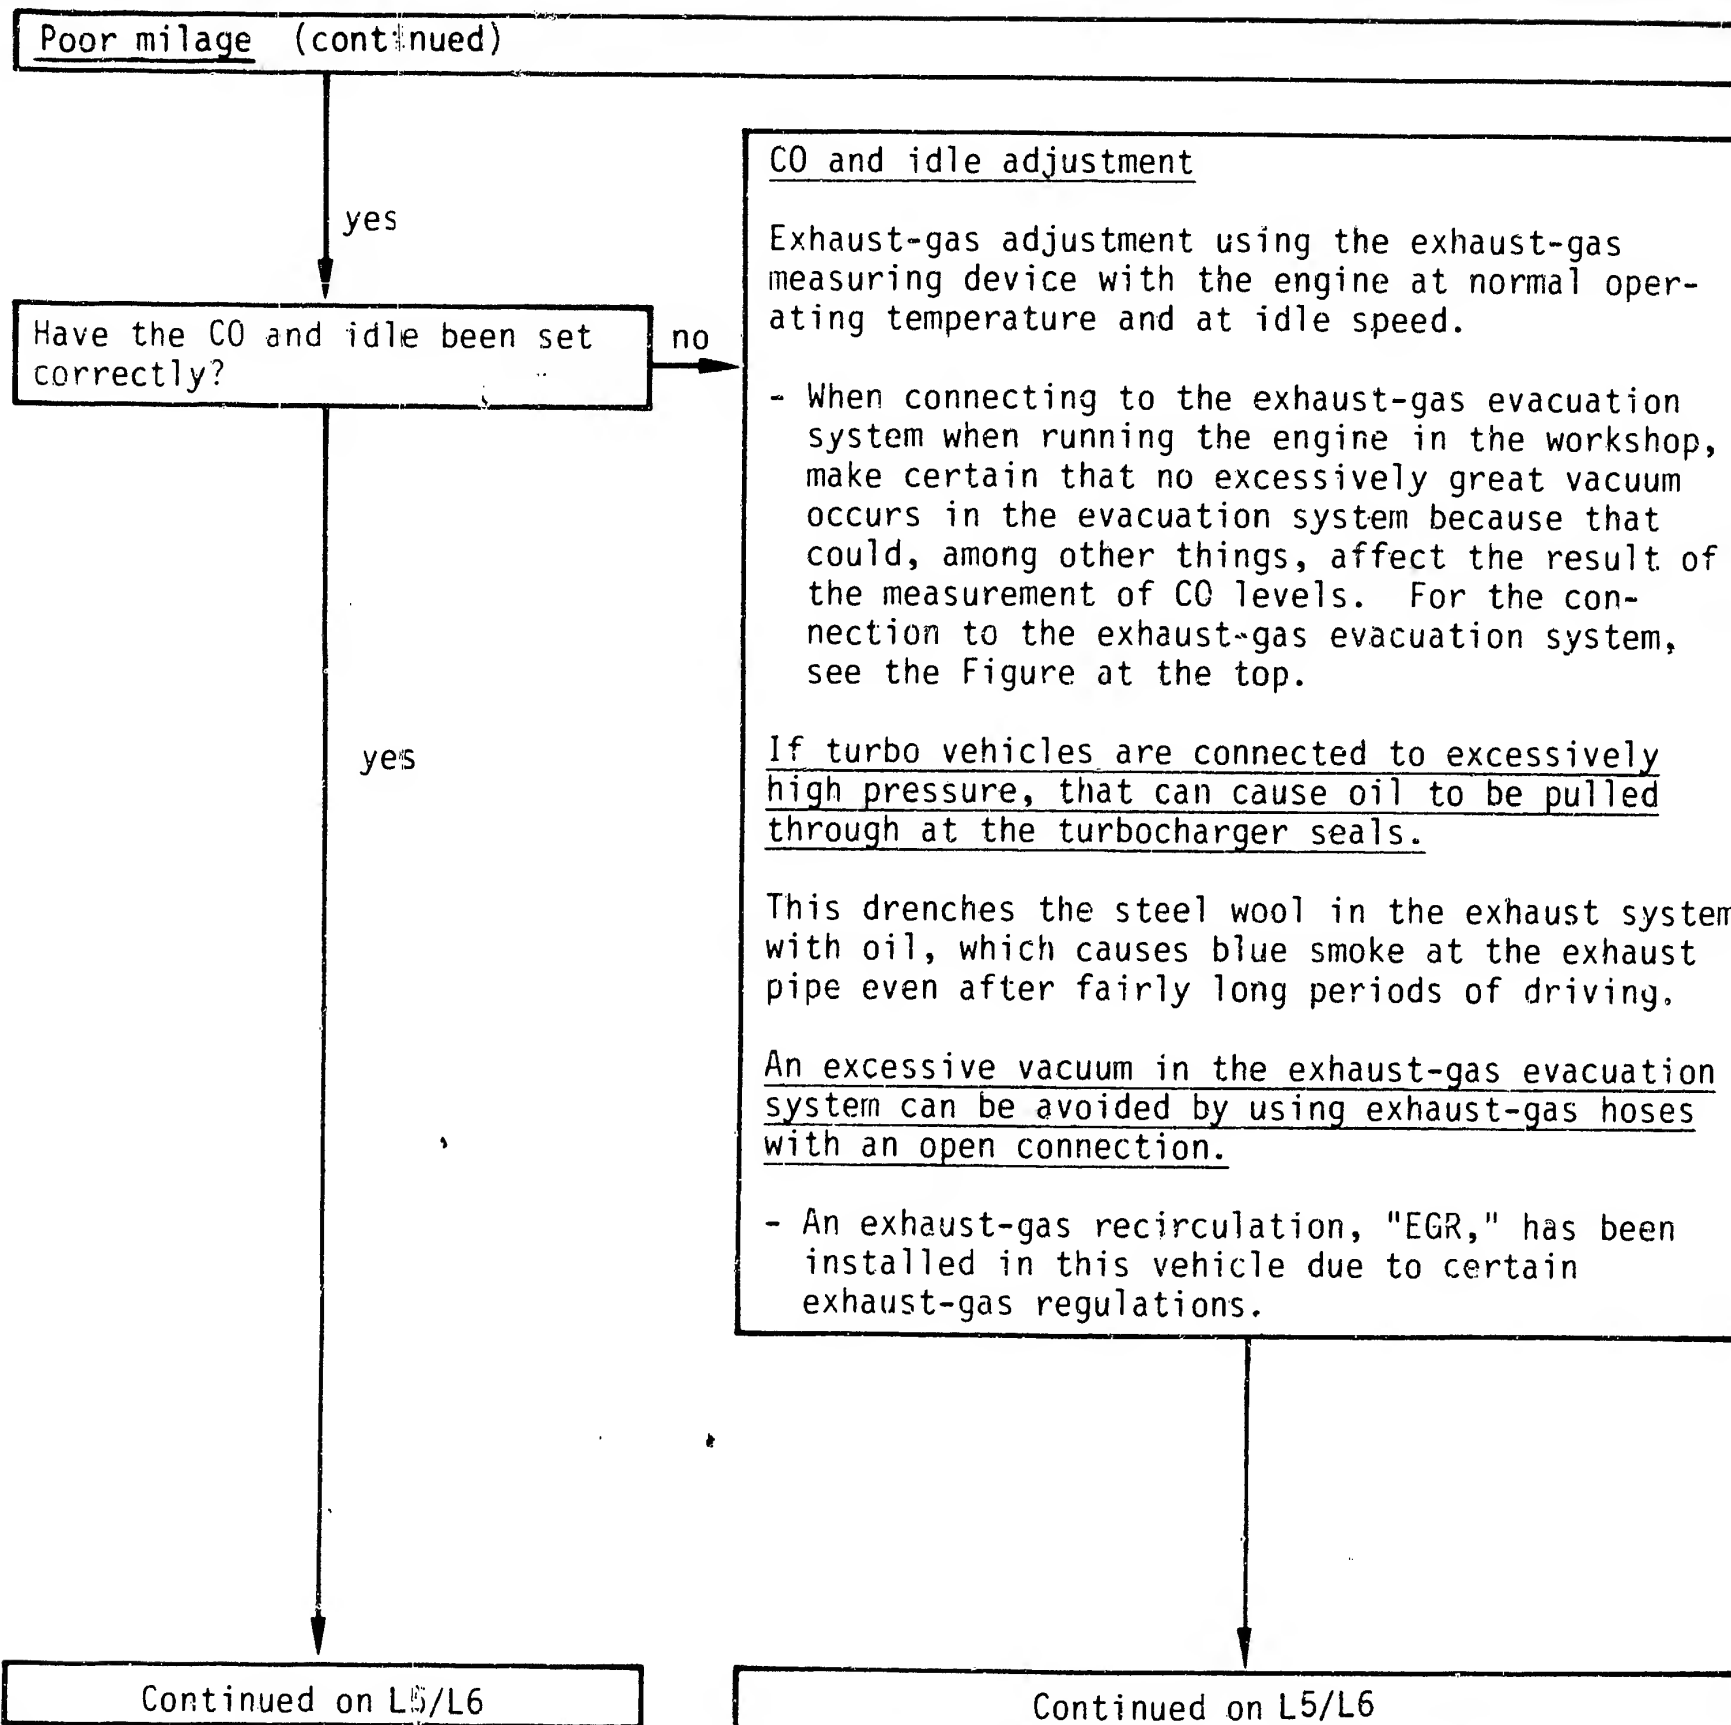 Poor milage (continued)
yes
Have the CO and idle been set
correctly?
no
CO and idle adjustment
Exhaust-gas adjustment using the exhaust-gas
measuring device with the engine at normal oper-
ating temperature and at idle speed.
- When connecting to the exhaust-gas evacuation
system when running the engine in the workshop,
make certain that no excessively great vacuum
occurs in the evacuation system because that
could, among other things, affect the result of
the measurement of CO levels. For the con-
nection to the exhaust-gas evacuation system,
see the Figure at the top.
If turbo vehicles are connected to excessively
high pressure, that can cause oil to be pulled
through at the turbocharger seals.
This drenches the steel wool in the exhaust system
with oil, which causes blue smoke at the exhaust
pipe even after fairly long periods of driving.
An excessive vacuum in the exhaust-gas evacuation
system can be avoided by using exhaust-gas hoses
with an open connection.
- An exhaust-gas recirculation, "EGR," has been
installed in this vehicle due to certain
exhaust-gas regulations.
yes
Continued on L5/L6
Continued on L5/L6